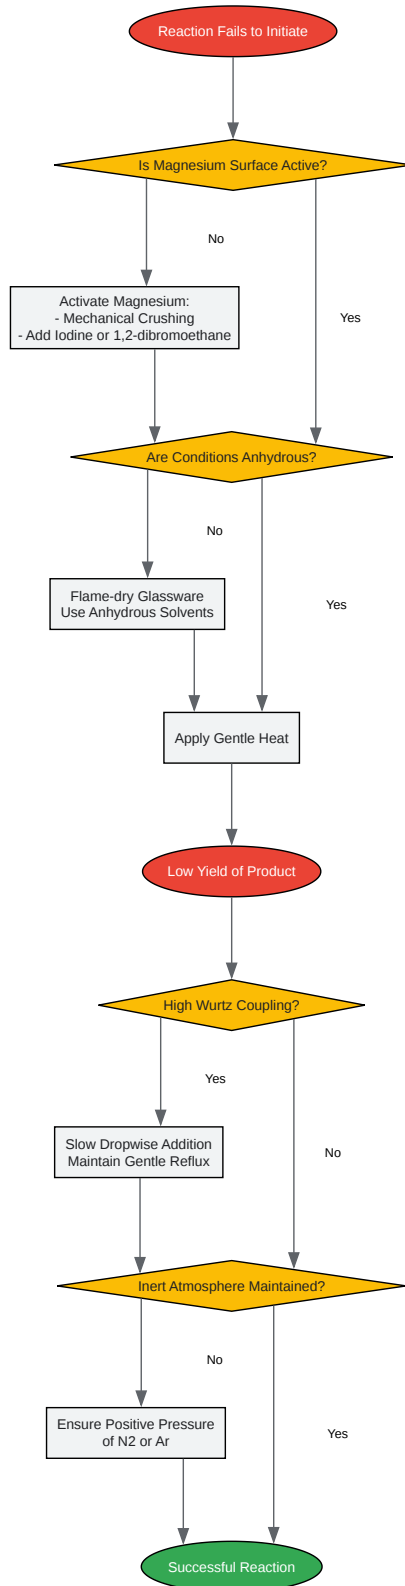 Reaction Fails to Initiate
Is Magnesium Surface Active?
No
Activate Magnesium:
- Mechanical Crushing
- Add Iodine or 1,2-dibromoethane
Yes
Are Conditions Anhydrous?
No
Flame-dry Glassware
Use Anhydrous Solvents
Yes
Apply Gentle Heat
Low Yield of Product
High Wurtz Coupling?
Yes
Slow Dropwise Addition
Maintain Gentle Reflux
No
Inert Atmosphere Maintained?
No
Ensure Positive Pressure
of N2 or Ar
Yes
Successful Reaction